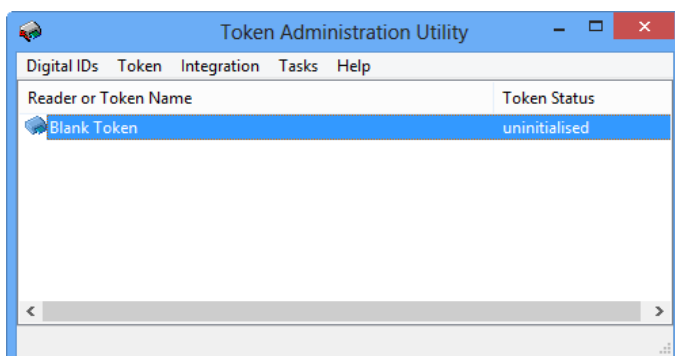 Token Administration Utility
Digital IDs Token Integration Tasks Help
Reader or Token Name Token Status
Blank Token uninitialised